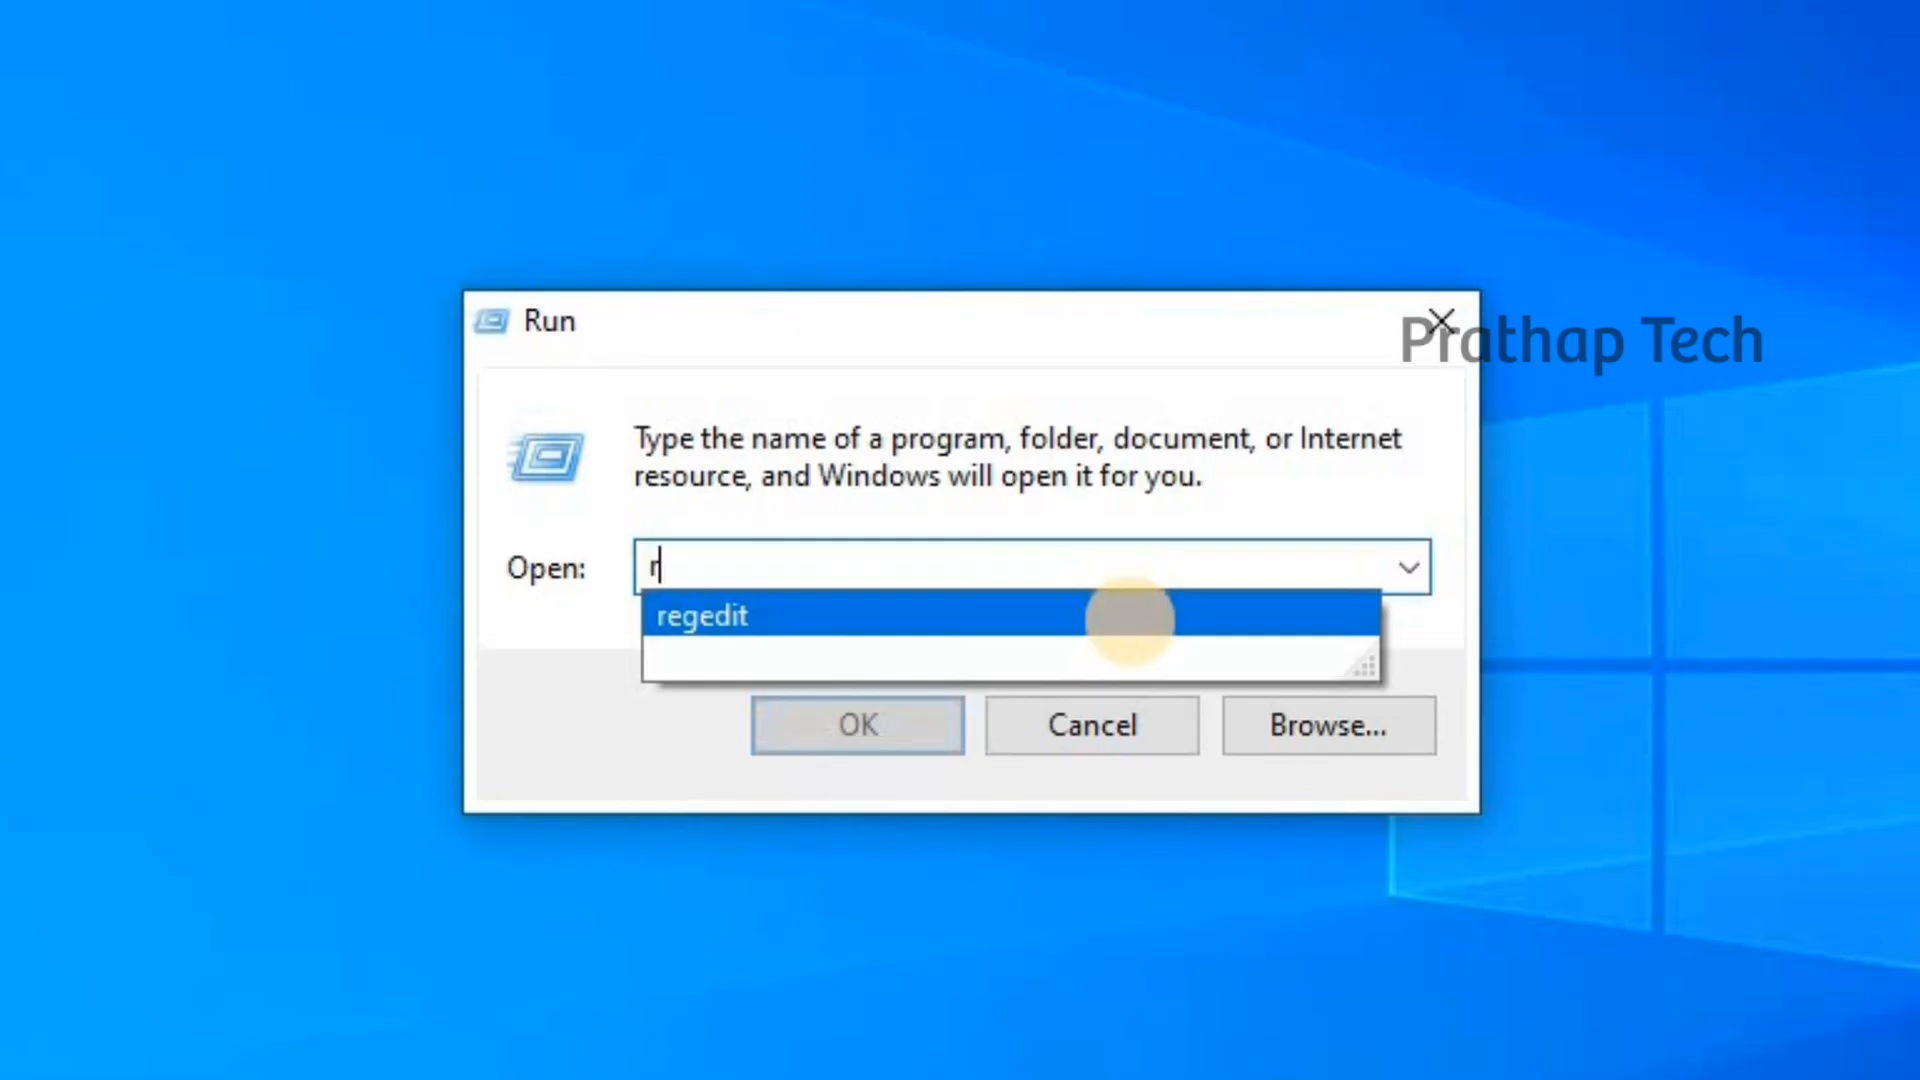 Run
Prathap Tech
Type the name of a program, folder, document, or Internet
resource, and Windows will open it for you.
Open:
r
regedit
OK
Cancel
Browse...